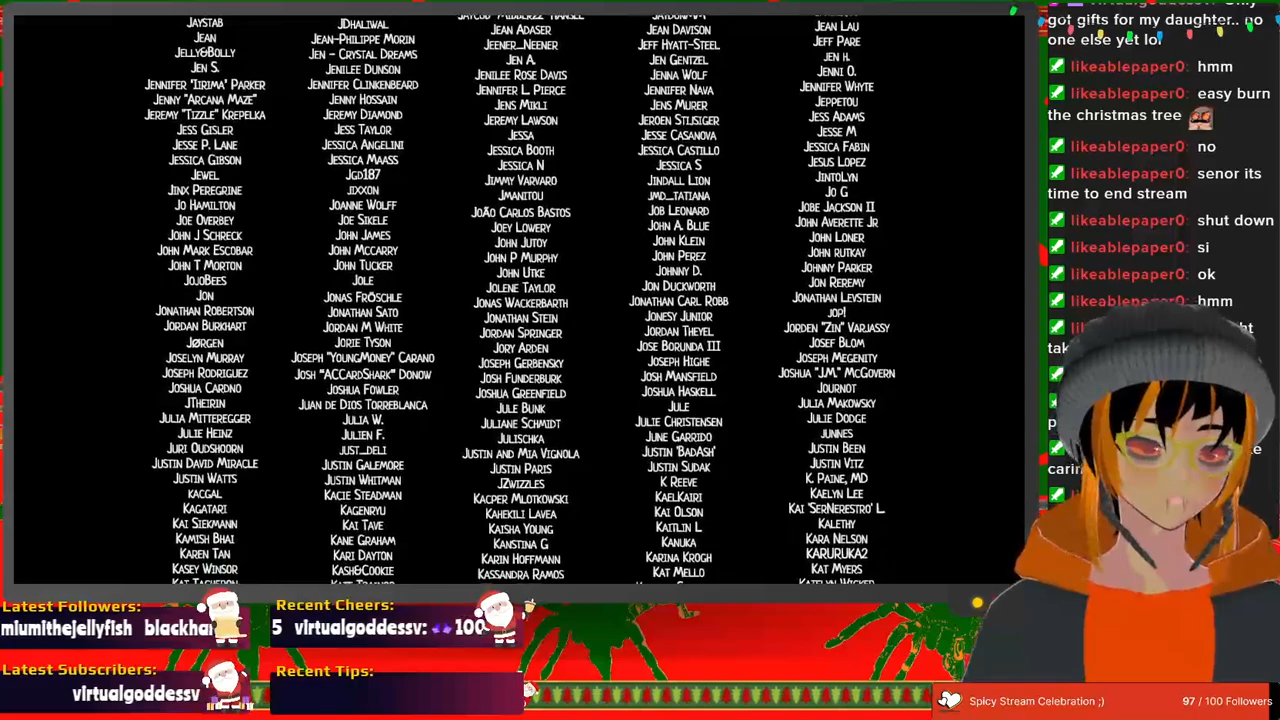 JAYSTAB
JEAN
JELLY&BOLLY
JEN S.
JENNIFER "IIRIMA" PARKER
JENNY "ARCANA MAZE"
JEREMY "TIZZLE" KREPELKA
JESS GISLER
JESSE P. LANE
JESSICA GIBSON
JEWEL
JINX PEREGRINE
JO HAMILTON
JOE OVERBEY
JOHN J SCHRECK
JOHN MARK ESCOBAR
JOHN T MORTON
JOJOBEES
JON
JONATHAN ROBERTSON
JORDAN BURKHART
JØRGEN
JOSELYN MURRAY
JOSEPH RODRIGUEZ
JOSHUA CARDNO
JTHEIRIN
JULIA MITTEREGGER
JULIE HEINZ
JURI OUDSHOORN
JUSTIN DAVID MIRACLE
JUSTIN WATTS
KACGAL
KAGATARI
KAI SIEKMANN
KAMISH BHAI
KAREN TAN
KASEY WINSOR
JDHALIWAL
JEAN-PHILIPPE MORIN
JEN - CRYSTAL DREAMS
JENILEE DUNSON
JENNIFER CLINKENBEARD
JENNY HOSSAIN
JEREMY DIAMOND
JESS TAYLOR
JESSICA ANGELINI
JESSICA MAASS
JGD187
JIXXON
JOANNE WOLFF
JOE SIKELE
JOHN JAMES
JOHN MCCARRY
JOHN TUCKER
JOLE
JONAS FRÖSCHLE
JONATHAN SATO
JORDAN M WHITE
JORIE TYSON
JOSEPH "YOUNGMONEY" CARANO
JOSH "ACCARDSHARK" DONOW
JOSHUA FOWLER
JUAN DE DIOS TORREBLANCA
JULIA W.
JULIEN F.
JUST_DELI
JUSTIN GALEMORE
JUSTIN WHITMAN
KACIE STEADMAN
KAGENRYU
KAI TAVE
KANE GRAHAM
KARI DAYTON
KASH&COOKIE
JEAN ADASER
JEENER_NEENER
JEN A.
JENILEE ROSE DAVIS
JENNIFER L. PIERCE
JENS MIKLI
JEREMY LAWSON
JESSA
JESSICA BOOTH
JESSICA N
JIMMY VARVARO
JMANITOU
JOÃO CARLOS BASTOS
JOEY LOWERY
JOHN JUTOY
JOHN P MURPHY
JOHN UTKE
JOLENE TAYLOR
JONAS WACKERBARTH
JONATHAN STEIN
JORDAN SPRINGER
JORY ARDEN
JOSEPH GERBENSKY
JOSH FUNDERBURK
JOSHUA GREENFIELD
JULE BUNK
JULIANE SCHMIDT
JULISCHKA
JUSTIN AND MIA VIGNOLA
JUSTIN PARIS
JZWIZZLES
KACPER MLOTKOWSKI
KAHEKILI LAVEA
KAISHA YOUNG
KANSTINA G
KARIN HOFFMANN
KASSANDRA RAMOS
JEAN DAVISON
JEFF HYATT-STEEL
JEN GENTZEL
JENNA WOLF
JENNIFER NAVA
JENS MURER
JEROEN STIJSIGER
JESSE CASANOVA
JESSICA CASTILLO
JESSICA S
JINDALL LION
JMD_TATIANA
JOB LEONARD
JOHN A. BLUE
JOHN KLEIN
JOHN PEREZ
JOHNNY D.
JON DUCKWORTH
JONATHAN CARL ROBB
JONESY JUNIOR
JORDAN THEYEL
JOSE BORUNDA III
JOSEPH HIGHE
JOSH MANSFIELD
JOSHUA HASKELL
JULE
JULIE CHRISTENSEN
JUNE GARRIDO
JUSTIN "BADASH"
JUSTIN SUDAK
K REEVE
KAELKAIRI
KAI OLSON
KAITLIN L
KANUKA
KARINA KROGH
KAT MELLO
JEAN LAU
JEFF PARE
JEN H.
JENNI O.
JENNIFER WHYTE
JEPPETOU
JESS ADAMS
JESSE M
JESSICA FABIN
JESUS LOPEZ
JINTOLYN
JO G
JOBE JACKSON II
JOHN AVERETTE JR
JOHN LONER
JOHN RUTKAY
JOHNNY PARKER
JON REREMY
JONATHAN LEVSTEIN
JOP!
JORDEN "ZIN" VARJASSY
JOSEF BLOM
JOSEPH MEGENITY
JOSHUA "J.M." MCGOVERN
JOURNOT
JULIA MAKOWSKY
JULIE DODGE
JUNNES
JUSTIN BEEN
JUSTIN VITZ
K. PAINE, MD
KAELYN LEE
KAI "SERNERESTRO" L.
KALETHY
KARA NELSON
KARURUKA2
KAT MYERS
got gifts for my daughter.. no
one else yet lol
likeablepaper0: hmm
likeablepaper0: easy burn
the christmas tree
likeablepaper0: no
likeablepaper0: senor its
time to end stream
likeablepaper0: shut down
likeablepaper0: si
likeablepaper0: ok
likeablepaper0: hmm
Latest Followers:
miumithejellyfish
Recent Cheers:
5 virtualgoddessv: 100
Latest Subscribers:
virtualgoddessv
Recent Tips:
Spicy Stream Celebration ;)
97 / 100 Followers